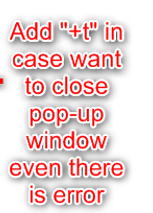 Add "+t" in
case want
to close
pop-up
window
even there
is error